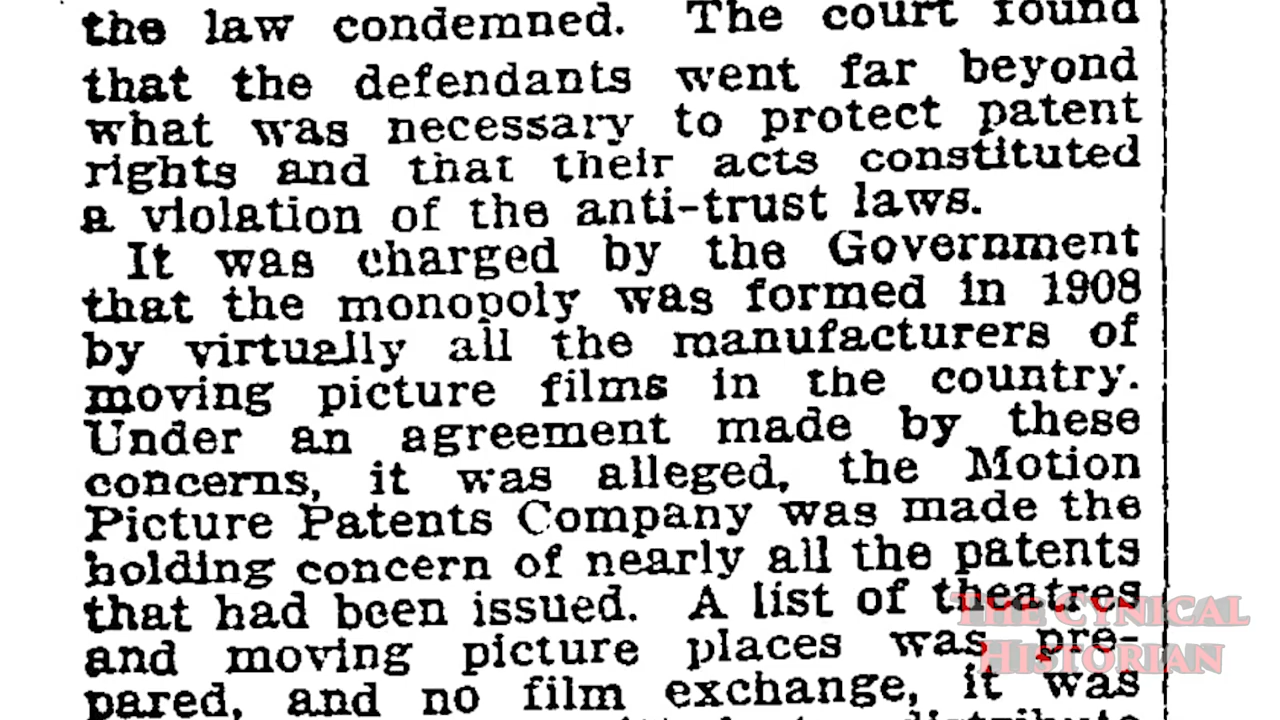 the law condemned. The court found
that the defendants went far beyond
what was necessary to protect patent
rights and that their acts constituted
a violation of the anti-trust laws.
It was charged by the Government
that the monopoly was formed in 1908
by virtually all the manufacturers of
moving picture films in the country.
Under an agreement made by these
concerns, it was alleged, the Motion
Picture Patents Company was made the
holding concern of nearly all the patents
that had been issued. A list of theatres
and moving picture places was pre-
pared, and no film exchange, it was
distribute
THE CYNICAL
HISTORIAN